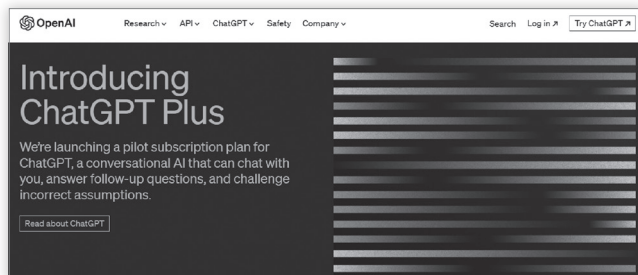 OpenAI Research API ChatGPT Safety Company Search Log in ↗ Try ChatGPT ↗
Introducing
ChatGPT Plus
We're launching a pilot subscription plan for
ChatGPT, a conversational AI that can chat with
you, answer follow-up questions, and challenge
incorrect assumptions.
Read about ChatGPT